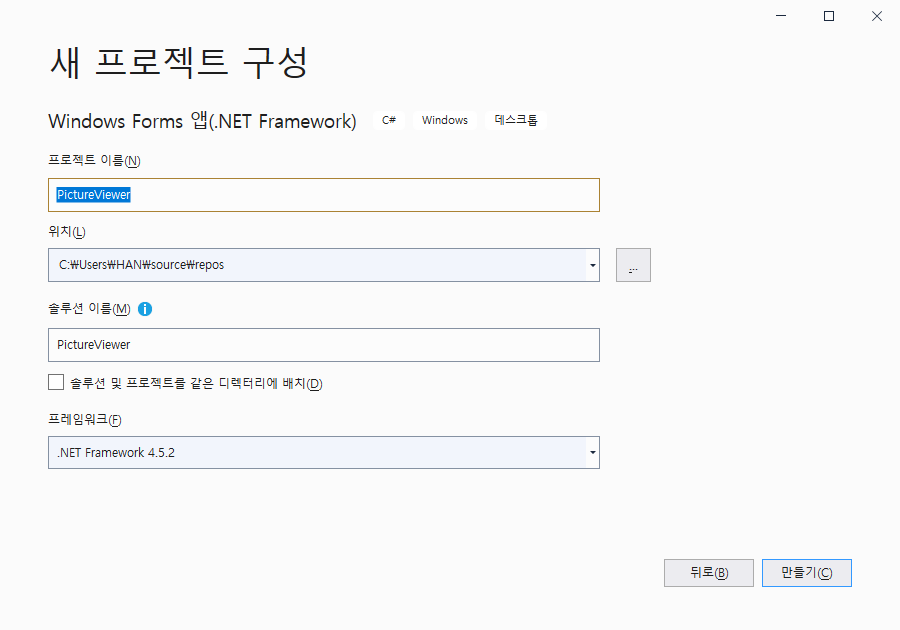 새 프로젝트 구성
Windows Forms 앱(.NET Framework) C# Windows 데스크톱
프로젝트 이름(N)
PictureViewer
위치(L)
C:₩Users₩HAN₩source₩repos
...
솔루션 이름(M)
PictureViewer
솔루션 및 프로젝트를 같은 디렉터리에 배치(D)
프레임워크(F)
.NET Framework 4.5.2
뒤로(B) 만들기(C)